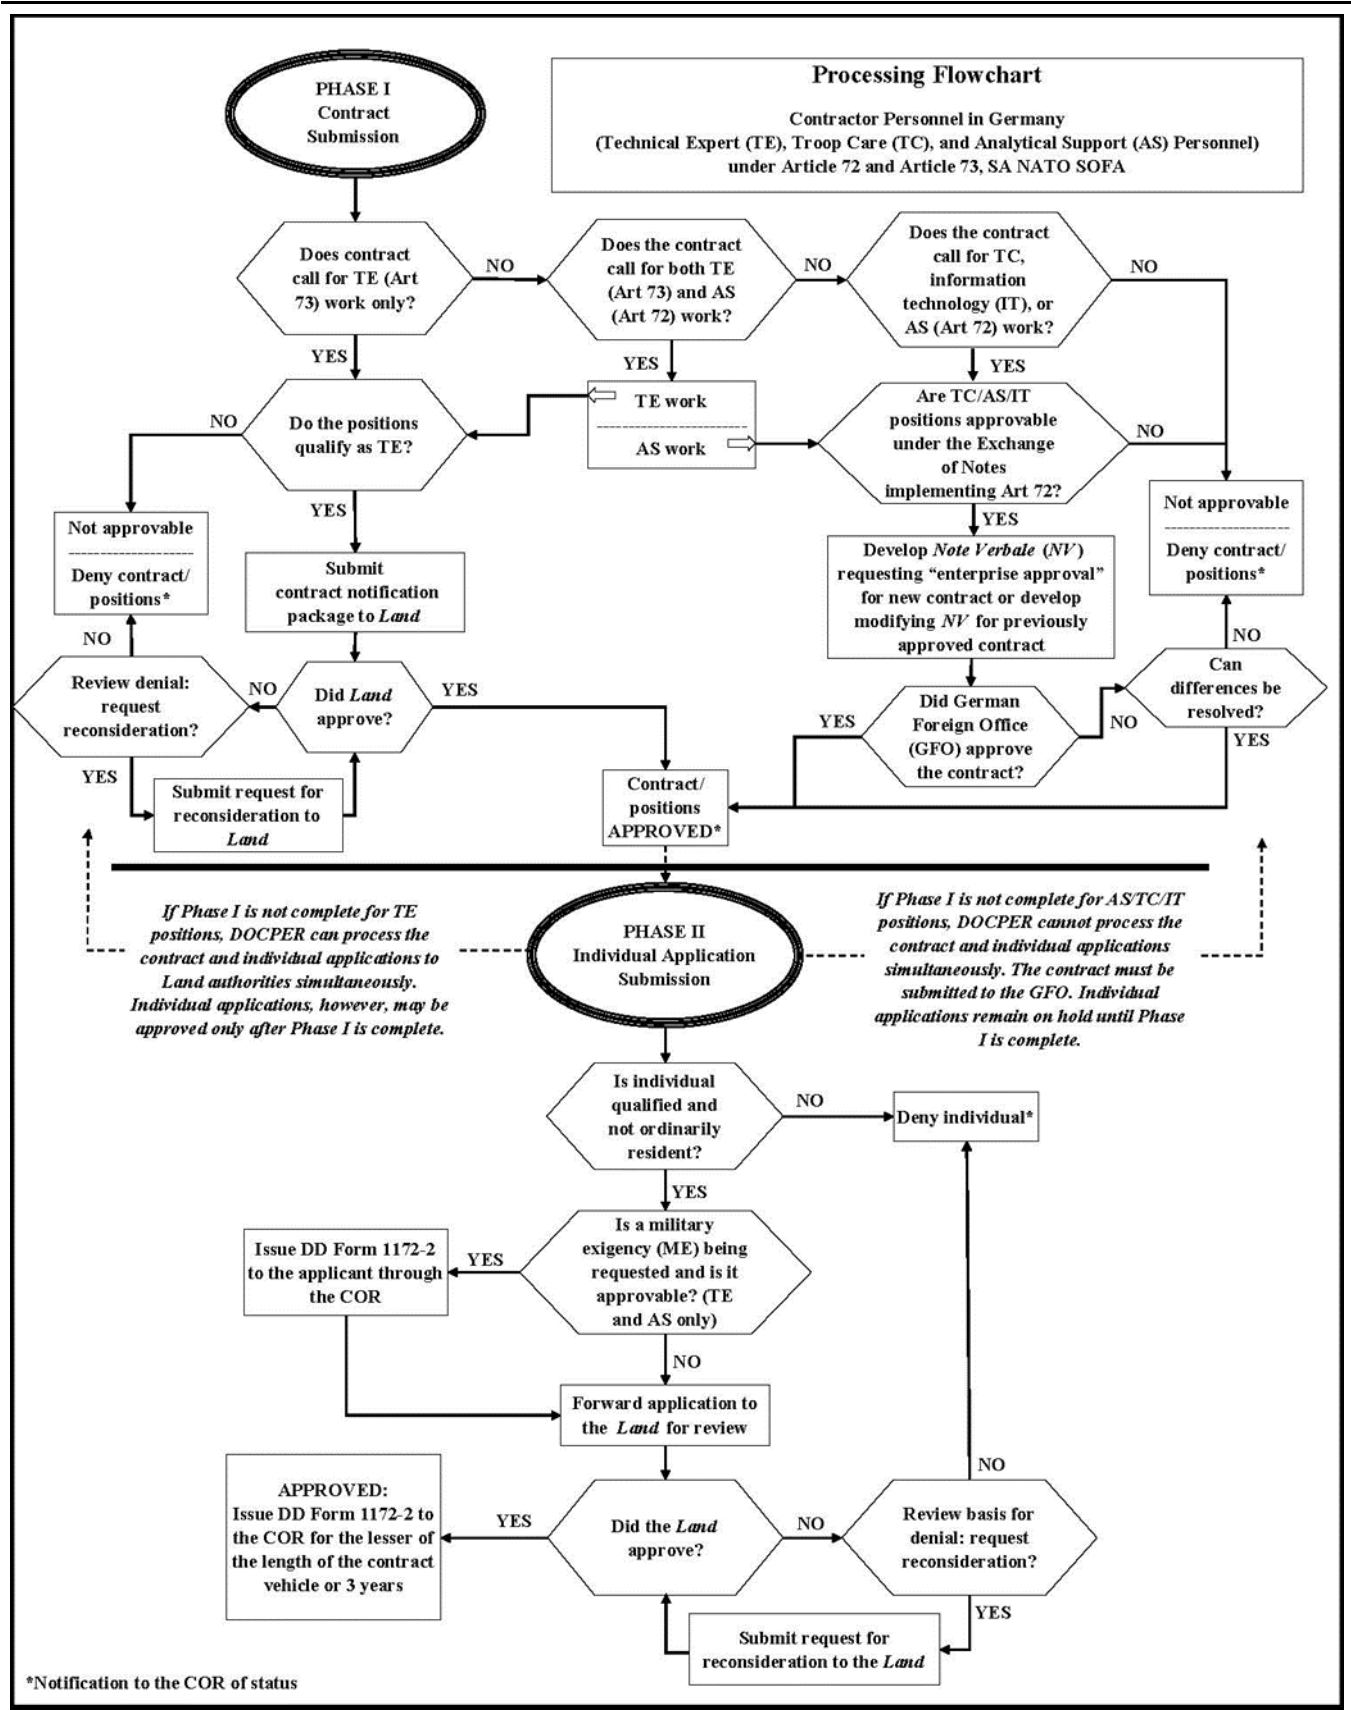 PHASE I
Contract
Submission
Processing Flowchart
Contractor Personnel in Germany
(Technical Expert (TE), Troop Care (TC), and Analytical Support (AS) Personnel)
under Article 72 and Article 73, SA NATO SOFA
Does contract
call for TE (Art
73) work only?
NO
Does the contract
call for both TE
(Art 73) and AS
(Art 72) work?
NO
Does the contract
call for TC,
information
technology (IT), or
AS (Art 72) work?
NO
YES
YES
YES
Do the positions
qualify as TE?
NO
TE work
AS work
Are TC/AS/IT
positions approvable
under the Exchange
of Notes
implementing Art 72?
NO
YES
YES
Not approvable
Deny contract/
positions*
Submit
contract notification
package to Land
Develop Note Verbale (NV)
requesting “enterprise approval”
for new contract or develop
modifying NV for previously
approved contract
Not approvable
Deny contract/
positions*
NO
NO
Review denial:
request
reconsideration?
NO
Did Land
approve?
YES
YES
Did German
Foreign Office
(GFO) approve
the contract?
NO
Can
differences be
resolved?
YES
YES
Submit request for
reconsideration to
Land
Contract/
positions
APPROVED*
If Phase I is not complete for TE
positions, DOCPER can process the
contract and individual applications to
Land authorities simultaneously.
Individual applications, however, may be
approved only after Phase I is complete.
PHASE II
Individual Application
Submission
If Phase I is not complete for AS/TC/IT
positions, DOCPER cannot process the
contract and individual applications
simultaneously. The contract must be
submitted to the GFO. Individual
applications remain on hold until Phase
I is complete.
Is individual
qualified and
not ordinarily
resident?
NO
Deny individual*
YES
Is a military
exigency (ME) being
requested and is it
approvable? (TE
and AS only)
YES
Issue DD Form 1172-2
to the applicant through
the COR
NO
Forward application to
the Land for review
APPROVED:
Issue DD Form 1172-2 to
the COR for the lesser of
the length of the contract
vehicle or 3 years
YES
Did the Land
approve?
NO
NO
Review basis for
denial: request
reconsideration?
YES
Submit request for
reconsideration to the Land
*Notification to the COR of status